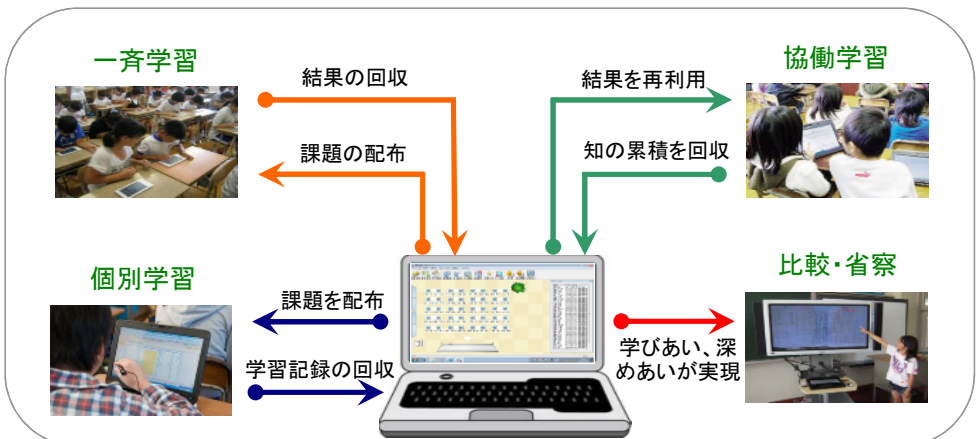 一斉学習
結果の回収
課題の配布
協働学習
結果を再利用
知の累積を回収
個別学習
課題を配布
学習記録の回収
比較・省察
学びあい、深
めあいが実現